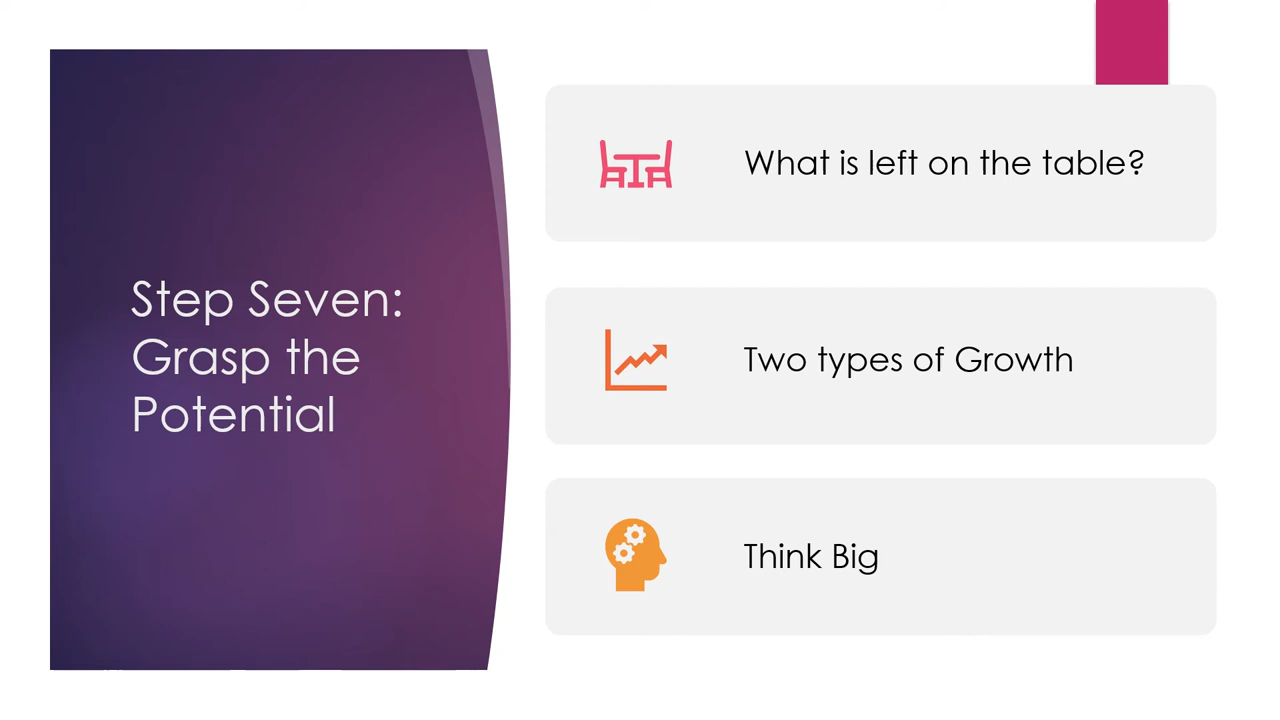 Step Seven:
Grasp the
Potential
What is left on the table?
Two types of Growth
Think Big